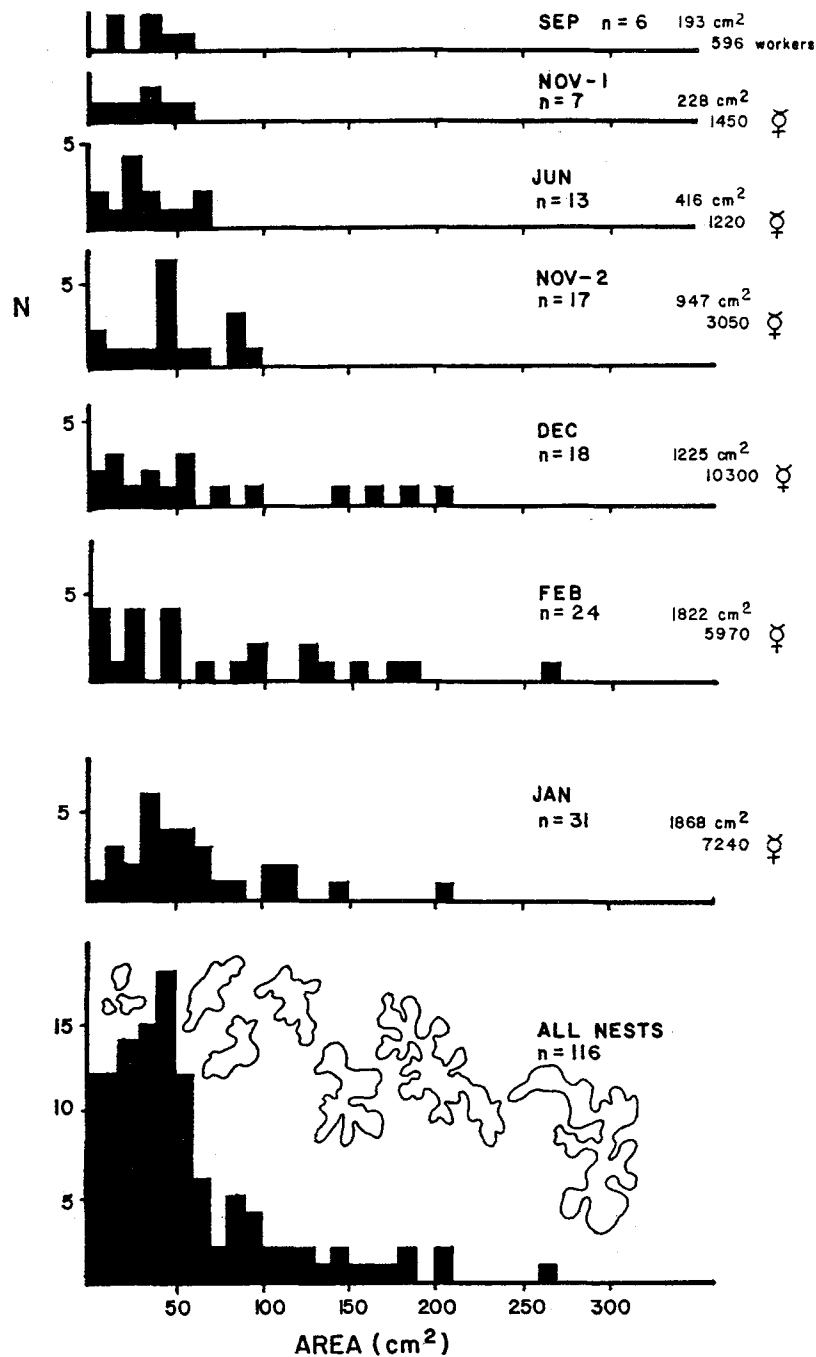 SEP n=6 193 cm²
596 workers
NOV-1 228 cm²
n=7 1450 ☿
5
JUN 416 cm²
n=13 1220 ☿
N
5
NOV-2 947 cm²
n=17 3050 ☿
5
DEC 1225 cm²
n=18 10300 ☿
5
FEB 1822 cm²
n=24 5970 ☿
5
JAN 1868 cm²
n=31 7240 ☿
15
10
5
ALL NESTS
n=116
50 100 150 200 250 300
AREA (cm²)